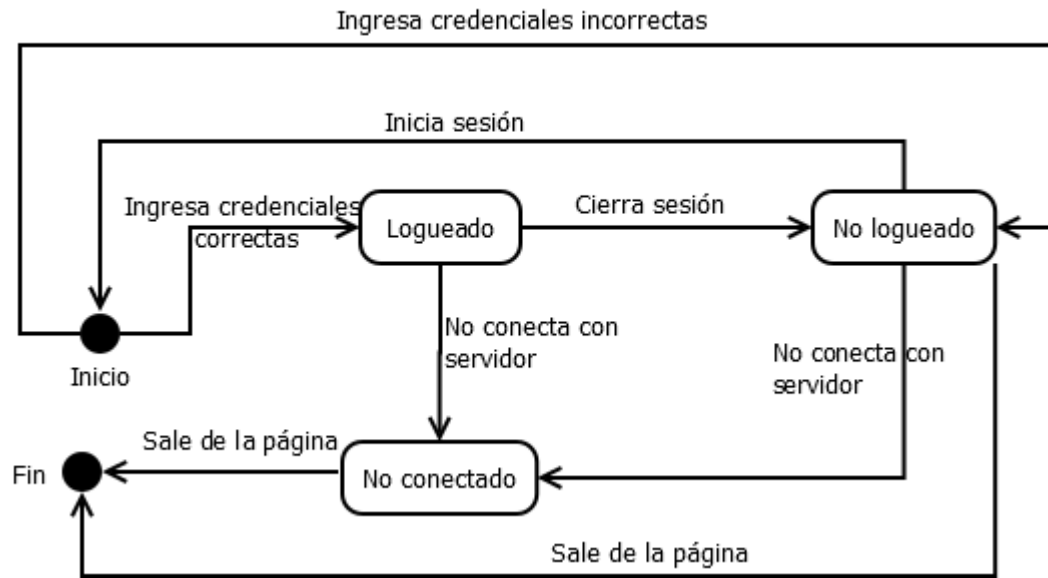 Ingresa credenciales incorrectas
Inicia sesión
Ingresa credenciales
correctas
Logueado
Cierra sesión
No logueado
Inicio
No conecta con
servidor
No conecta con
servidor
Sale de la página
Fin
No conectado
Sale de la página